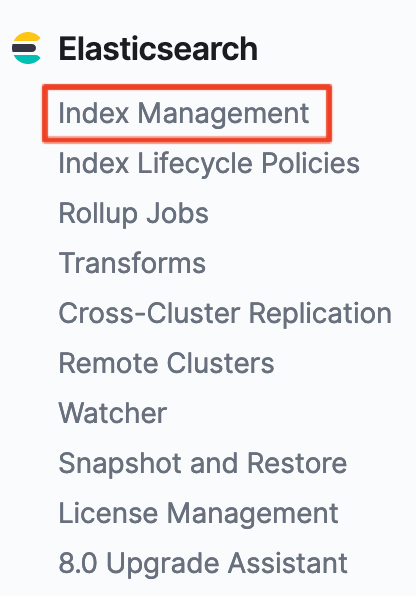 Elasticsearch
Index Management
Index Lifecycle Policies
Rollup Jobs
Transforms
Cross-Cluster Replication
Remote Clusters
Watcher
Snapshot and Restore
License Management
8.0 Upgrade Assistant